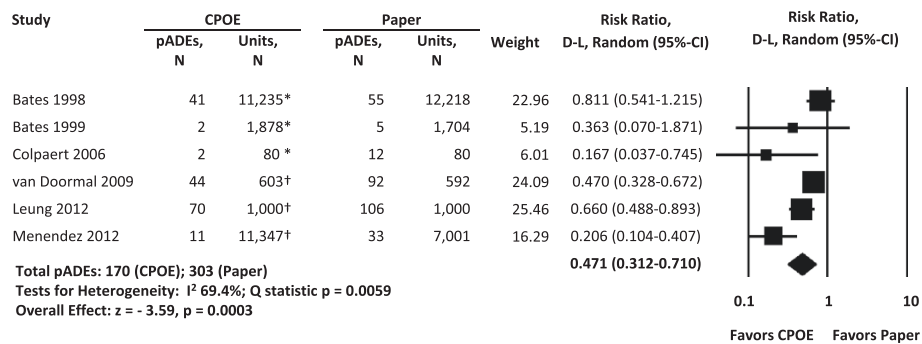 Study CPOE Paper Risk Ratio, Risk Ratio,
pADEs, Units, pADEs, Units, Weight D-L, Random (95%-CI) D-L, Random (95%-CI)
N N N N
Bates 1998 41 11,235* 55 12,218 22.96 0.811 (0.541-1.215)
Bates 1999 2 1,878* 5 1,704 5.19 0.363 (0.070-1.871)
Colpaert 2006 2 80 * 12 80 6.01 0.167 (0.037-0.745)
van Doormal 2009 44 603† 92 592 24.09 0.470 (0.328-0.672)
Leung 2012 70 1,000† 106 1,000 25.46 0.660 (0.488-0.893)
Menendez 2012 11 11,347† 33 7,001 16.29 0.206 (0.104-0.407)
0.471 (0.312-0.710)
Total pADEs: 170 (CPOE); 303 (Paper)
Tests for Heterogeneity: I² 69.4%; Q statistic p = 0.0059
Overall Effect: z = - 3.59, p = 0.0003
0.1 1 10
Favors CPOE Favors Paper